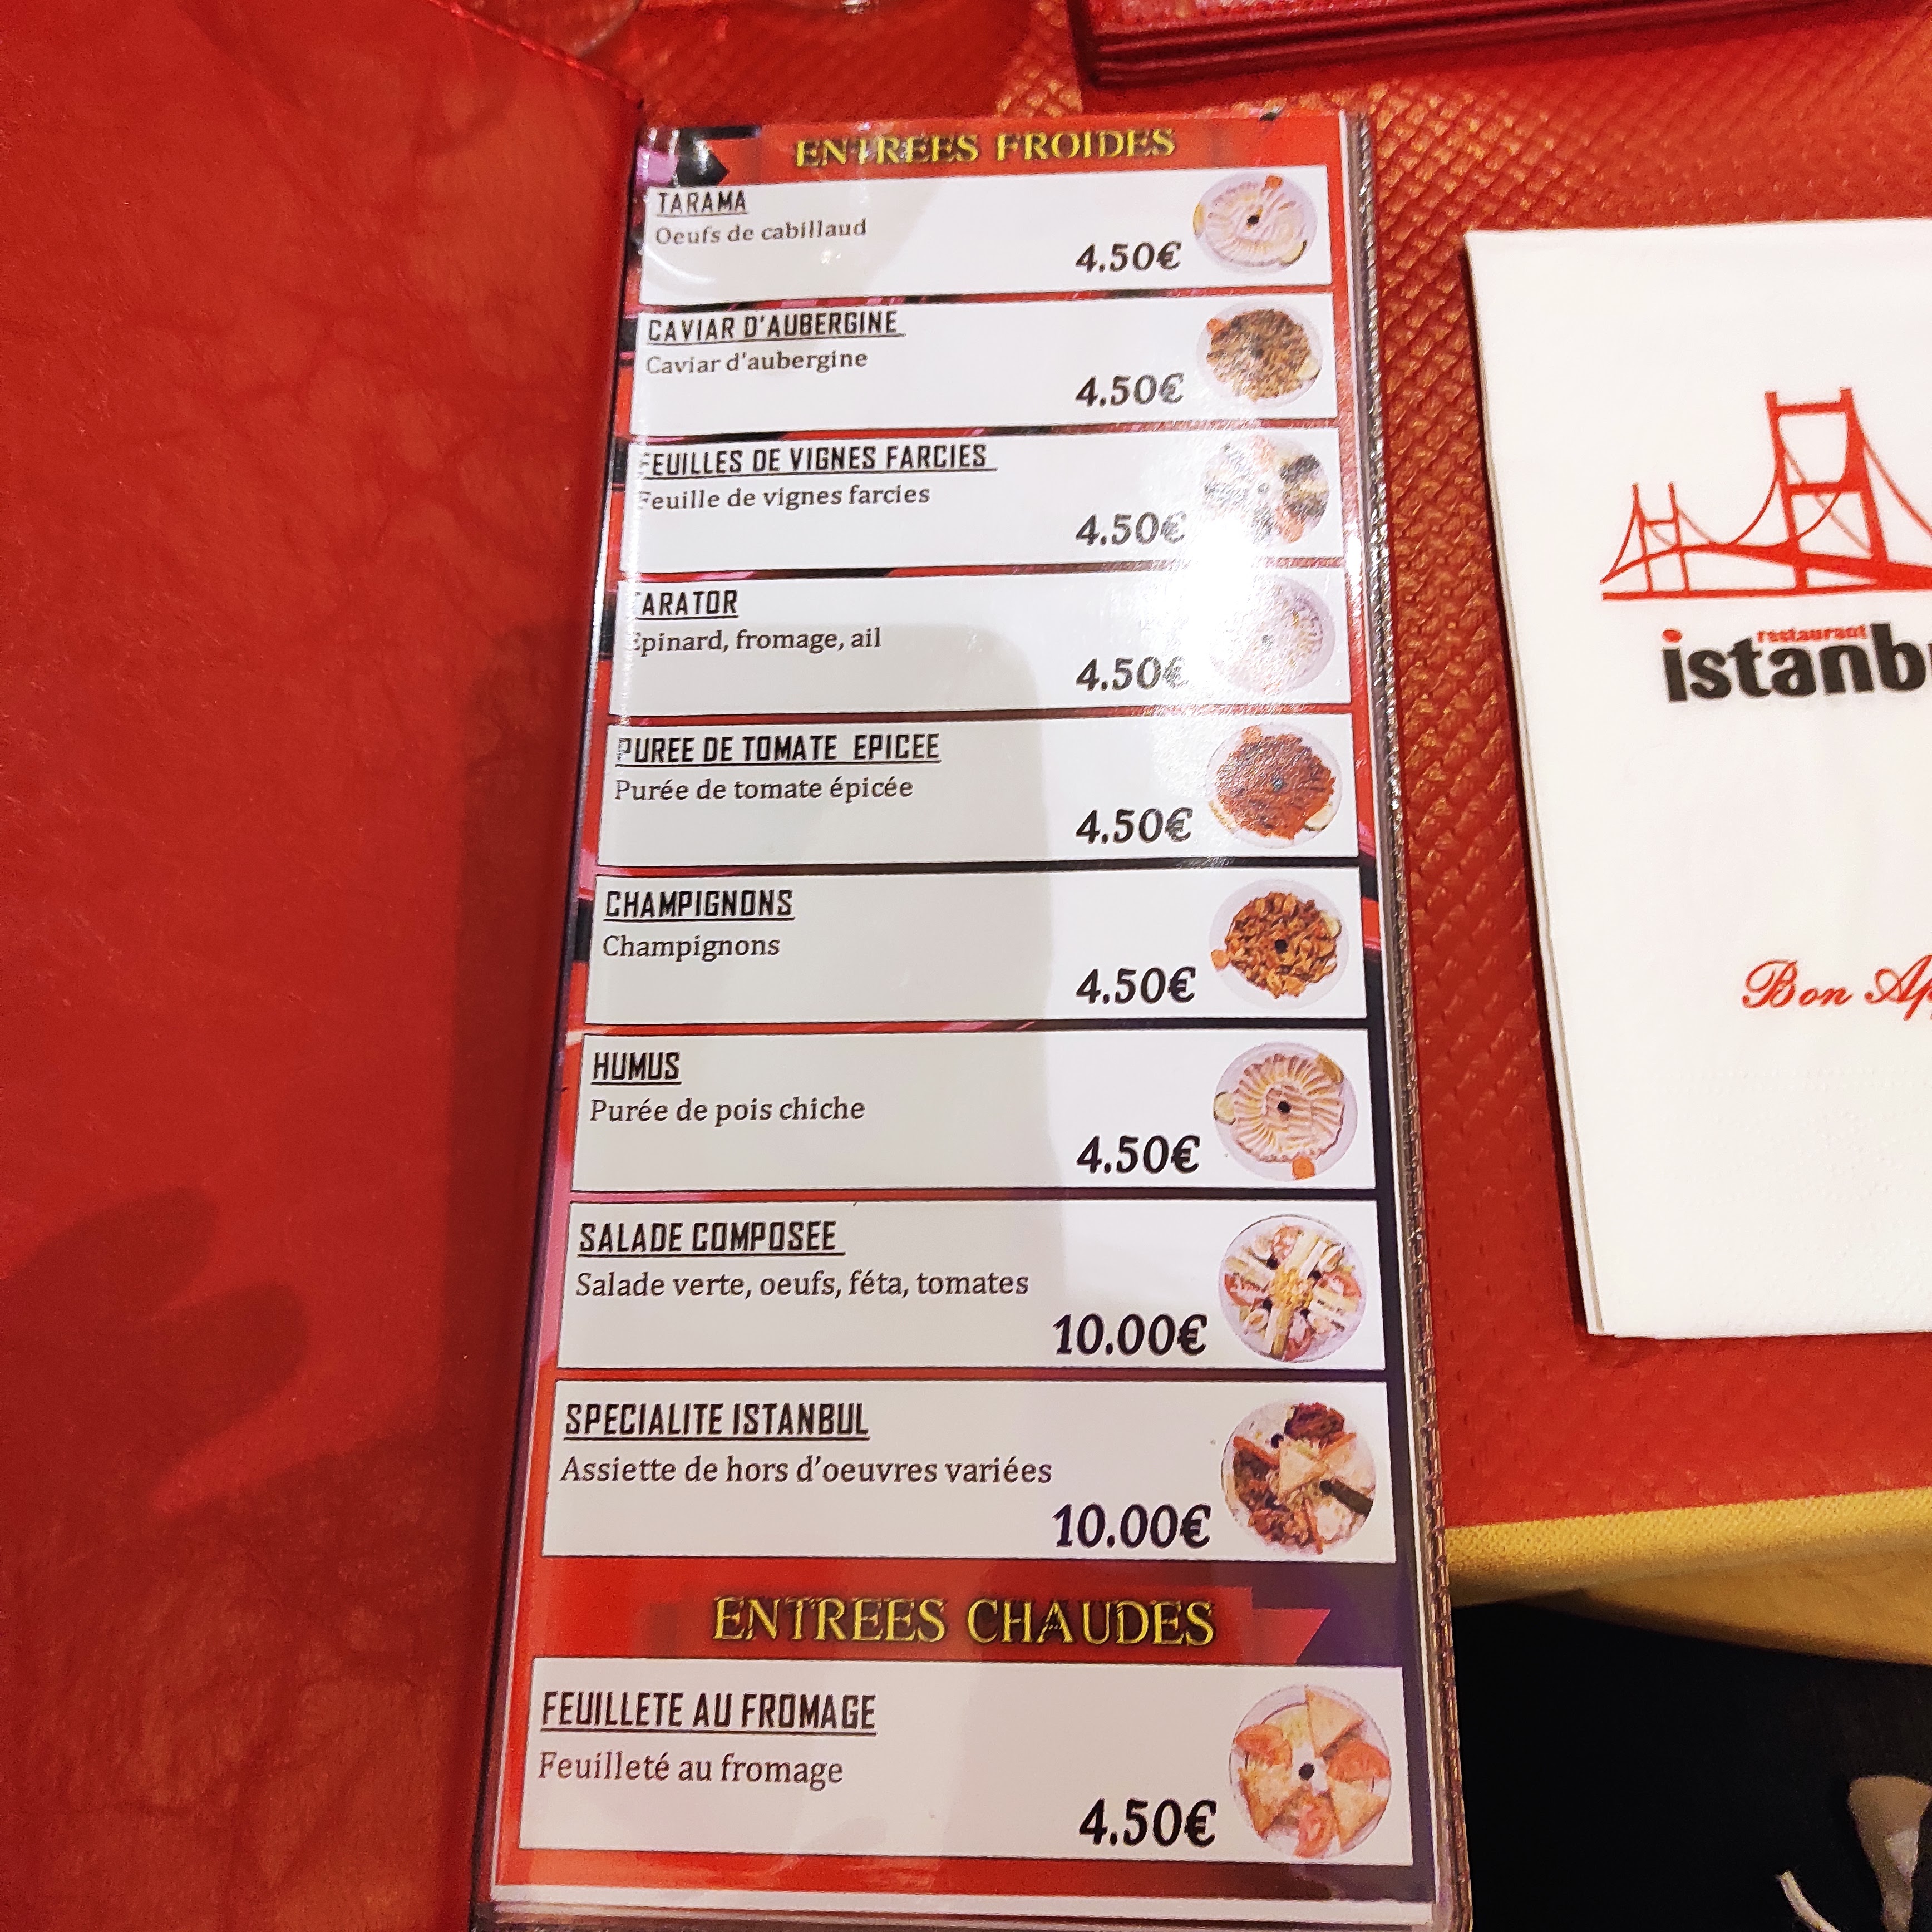 ENTREES FROIDES
TARAMA
Oeufs de cabillaud
4.50€
CAVIAR D'AUBERGINE
Caviar d'aubergine
4.50€
FEUILLES DE VIGNES FARCIES
Feuille de vignes farcies
4.50€
TARATOR
Epinard, fromage, ail
4.50€
PUREE DE TOMATE EPICEE
Purée de tomate épicée
4.50€
CHAMPIGNONS
Champignons
4.50€
HUMUS
Purée de pois chiche
4.50€
SALADE COMPOSEE
Salade verte, oeufs, féta, tomates
10.00€
SPECIALITE ISTANBUL
Assiette de hors d'oeuvres variées
10.00€
ENTREES CHAUDES
FEUILLETE AU FROMAGE
Feuilleté au fromage
4.50€
restaurant
istanb
Bon Ap